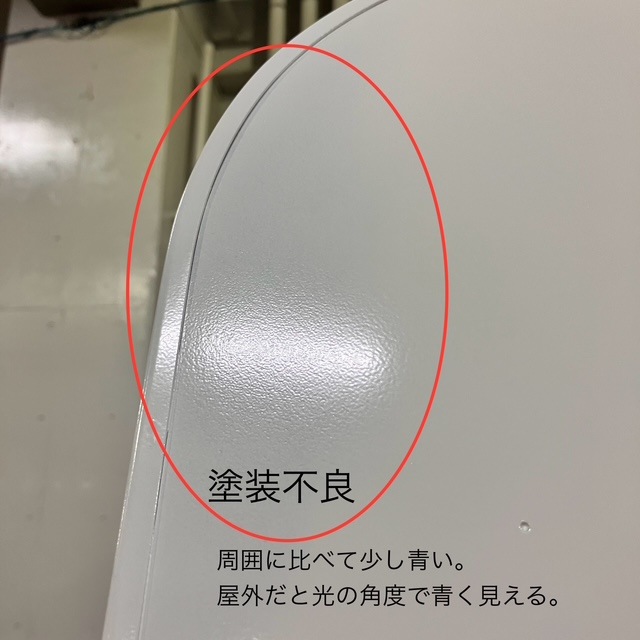 塗装不良
周囲に比べて少し青い。
屋外だと光の角度で青く見える。